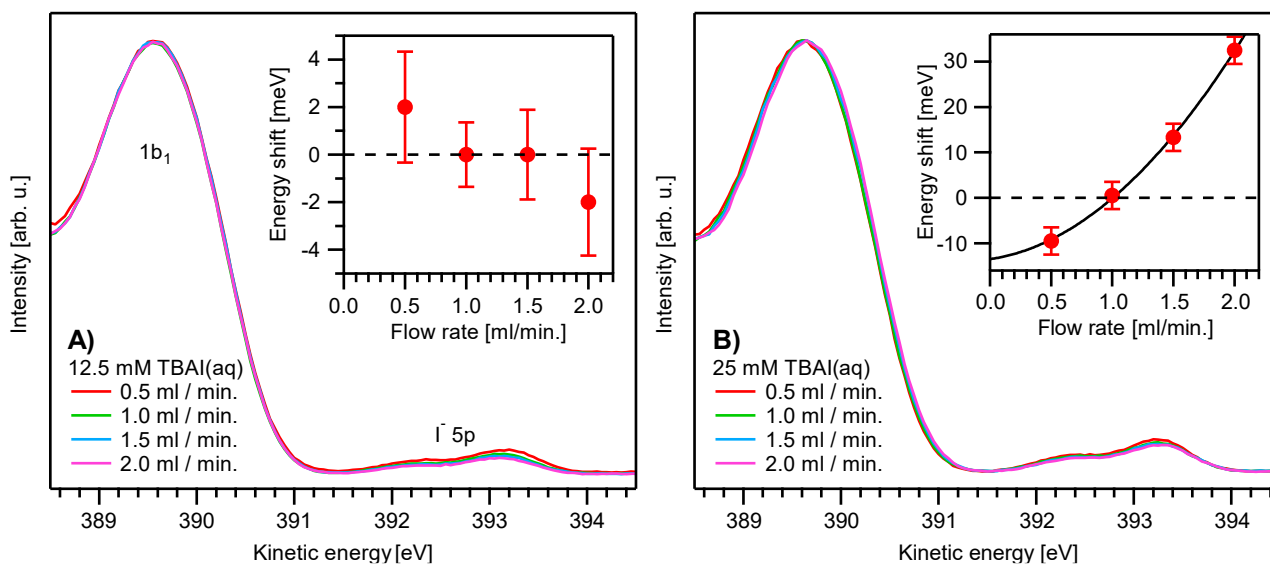 Intensity [arb. u.]
1b₁
Energy shift [meV]
4
2
0
-2
-4
0.0 0.5 1.0 1.5 2.0
Flow rate [ml/min.]
A)
12.5 mM TBAI(aq)
0.5 ml / min.
1.0 ml / min.
1.5 ml / min.
2.0 ml / min.
I⁻ 5p
389 390 391 392 393 394
Kinetic energy [eV]
Intensity [arb. u.]
Energy shift [meV]
30
20
10
0
-10
0.0 0.5 1.0 1.5 2.0
Flow rate [ml/min.]
B)
25 mM TBAI(aq)
0.5 ml / min.
1.0 ml / min.
1.5 ml / min.
2.0 ml / min.
389 390 391 392 393 394
Kinetic energy [eV]